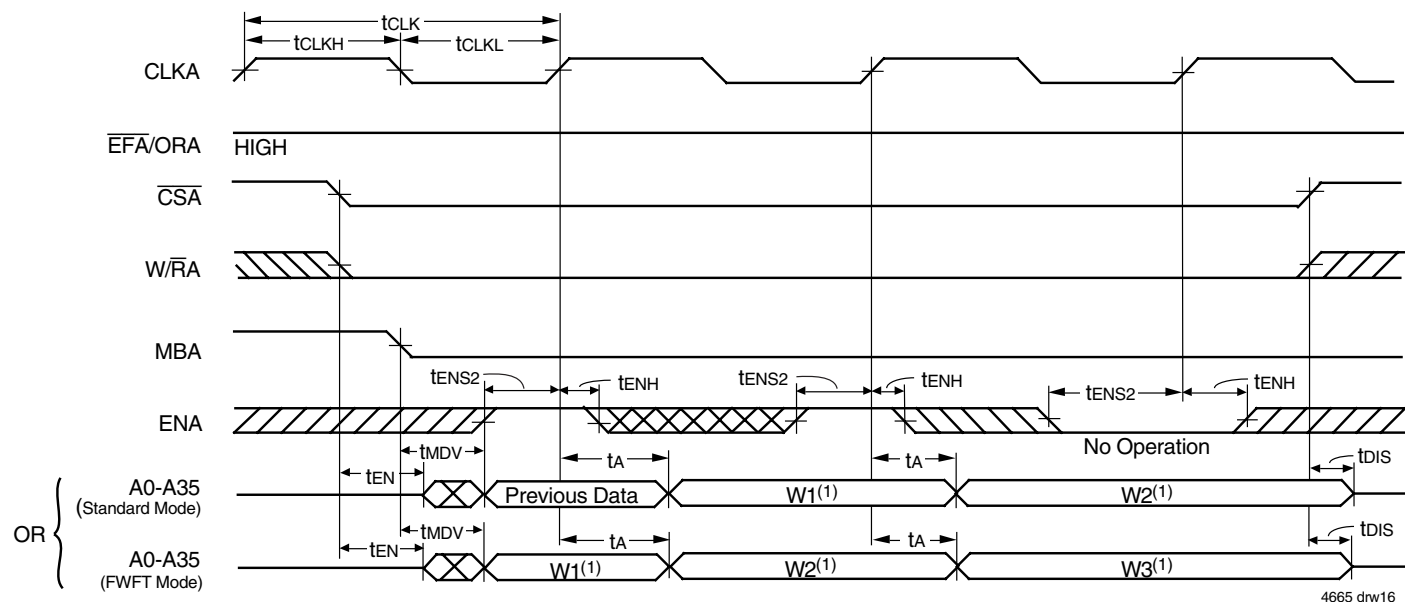 tCLK
tCLKH tCLKL
CLKA
EFA/ORA HIGH
CSA
W/RA
MBA
tENS2 tENH tENS2 tENH tENS2 tENH
ENA
No Operation
tMDV
tEN tA tA tDIS
A0-A35
(Standard Mode)
Previous Data W1(1) W2(1)
OR
tMDV
tEN tA tA tDIS
A0-A35
(FWFT Mode)
W1(1) W2(1) W3(1)
4665 drw16